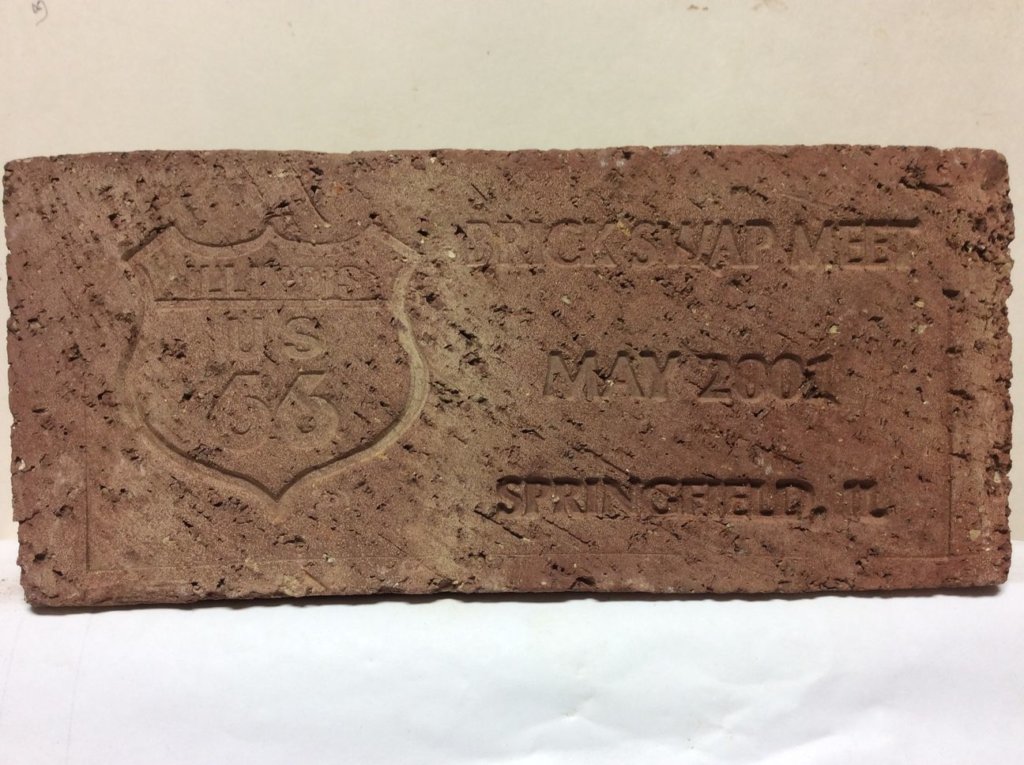 ILLINOIS
US
66
BRICK SWAP MEET
MAY 2001
SPRINGFIELD, IL